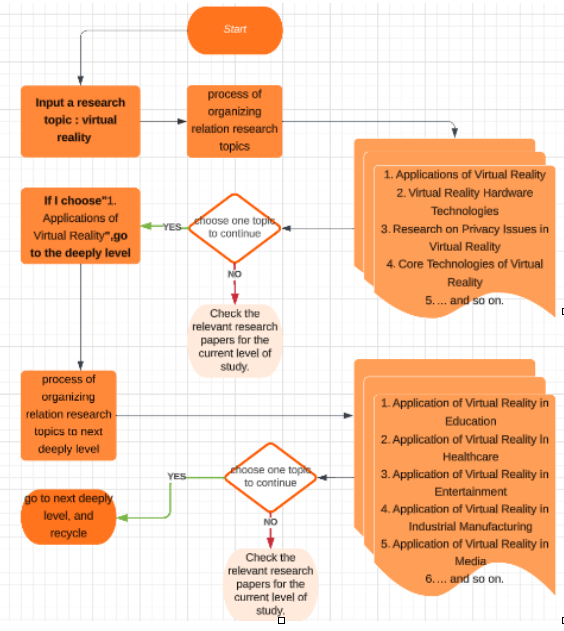 Start
Input a research
topic : virtual
reality
process of
organizing
relation research
topics
1. Applications of Virtual Reality
2. Virtual Reality Hardware
Technologies
3. Research on Privacy Issues in
Virtual Reality
4. Core Technologies of Virtual
Reality
5. ... and so on.
choose one topic
to continue
YES
If I choose"1.
Applications of
Virtual Reality",go
to the deeply level
NO
Check the
relevant research
papers for the
current level of
study.
process of
organizing
relation research
topics to next
deeply level
1. Application of Virtual Reality in
Education
2. Application of Virtual Reality in
Healthcare
3. Application of Virtual Reality in
Entertainment
4. Application of Virtual Reality in
Industrial Manufacturing
5. Application of Virtual Reality in
Media
6. ... and so on.
choose one topic
to continue
YES
go to next deeply
level, and
recycle
NO
Check the
relevant research
papers for the
current level of
study.